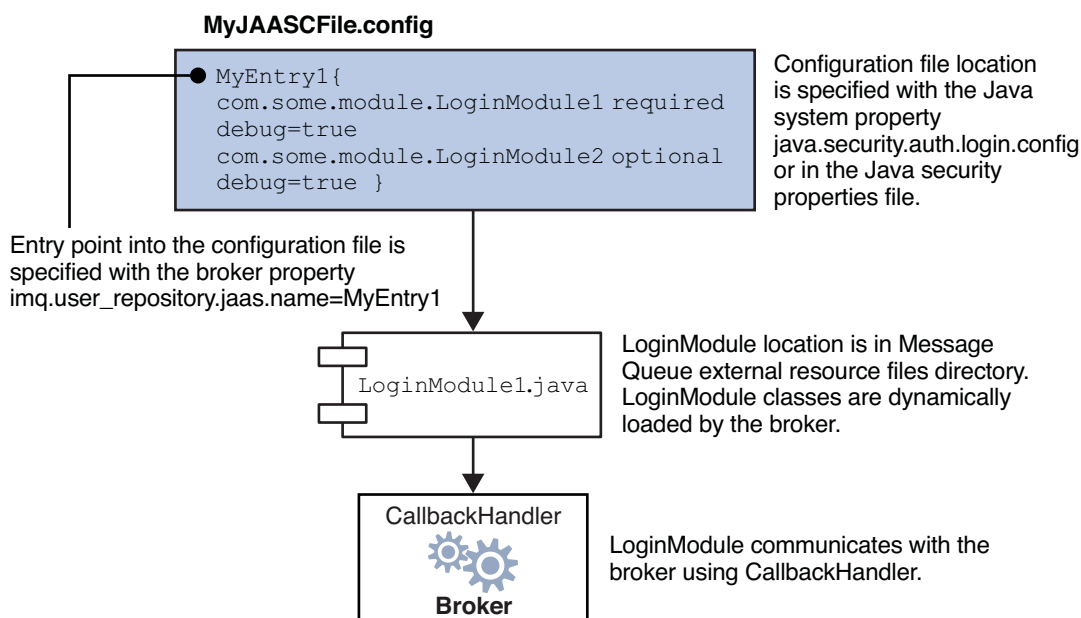 MyJAASCFile.config
MyEntry1{
com.some.module.LoginModule1 required
debug=true
com.some.module.LoginModule2 optional
debug=true }
Configuration file location
is specified with the Java
system property
java.security.auth.login.config
or in the Java security
properties file.
Entry point into the configuration file is
specified with the broker property
imq.user_repository.jaas.name=MyEntry1
LoginModule1.java
LoginModule location is in Message
Queue external resource files directory.
LoginModule classes are dynamically
loaded by the broker.
CallbackHandler
Broker
LoginModule communicates with the
broker using CallbackHandler.